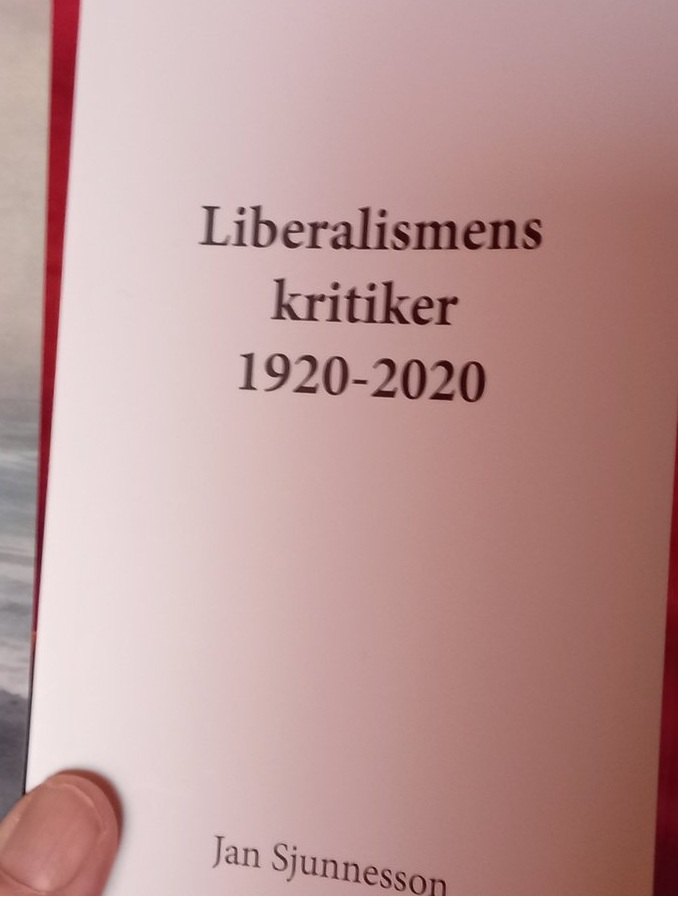 Liberalismens
kritiker
1920-2020
Jan Sjunnesson